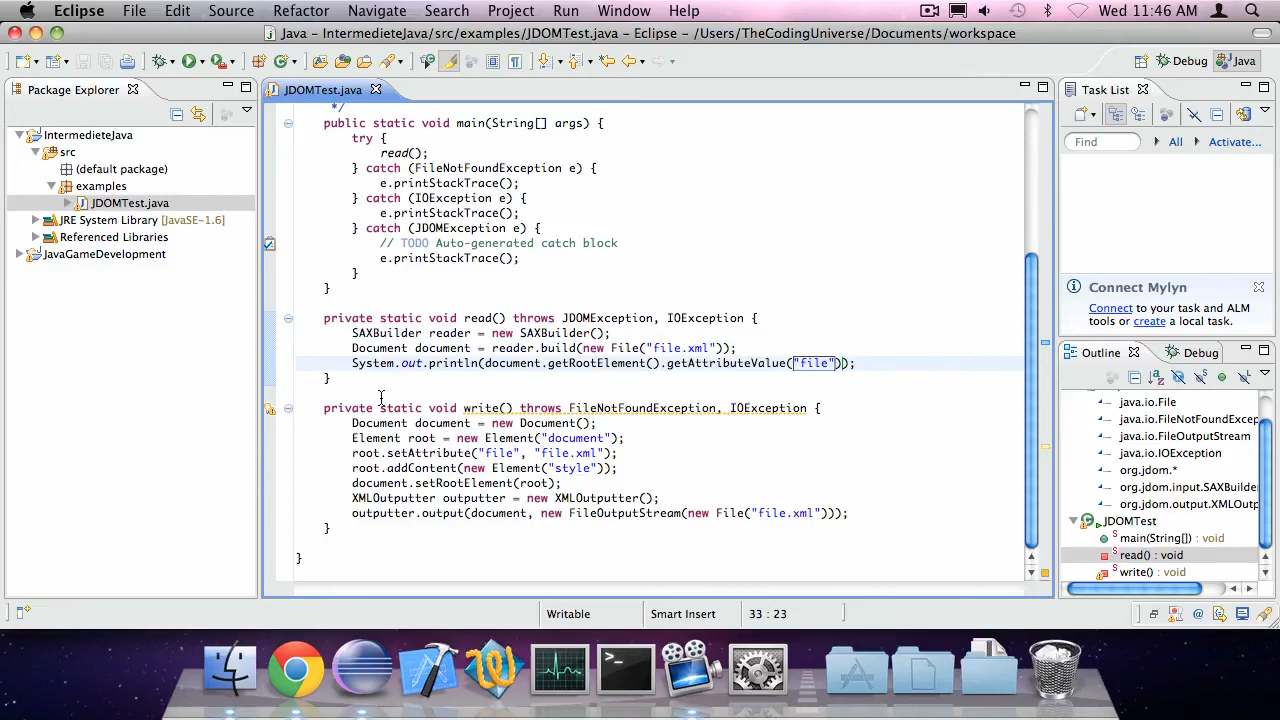 Eclipse File Edit Source Refactor Navigate Search Project Run Window Help Wed 11:46 AM
Java – IntermedieteJava/src/examples/JDOMTest.java – Eclipse – /Users/TheCodingUniverse/Documents/workspace
Debug Java
Package Explorer
IntermedieteJava
src
(default package)
examples
JDOMTest.java
JRE System Library [JavaSE-1.6]
Referenced Libraries
JavaGameDevelopment
JDOMTest.java
*/
public static void main(String[] args) {
try {
read();
} catch (FileNotFoundException e) {
e.printStackTrace();
} catch (IOException e) {
e.printStackTrace();
} catch (JDOMException e) {
// TODO Auto-generated catch block
e.printStackTrace();
}
}
private static void read() throws JDOMException, IOException {
SAXBuilder reader = new SAXBuilder();
Document document = reader.build(new File("file.xml"));
System.out.println(document.getRootElement().getAttributeValue("file"));
}
private static void write() throws FileNotFoundException, IOException {
Document document = new Document();
Element root = new Element("document");
root.setAttribute("file", "file.xml");
root.addContent(new Element("style"));
document.setRootElement(root);
XMLOutputter outputter = new XMLOutputter();
outputter.output(document, new FileOutputStream(new File("file.xml")));
}
}
Task List
Find All Activate...
Connect Mylyn
Connect to your task and ALM
tools or create a local task.
Outline Debug
java.io.File
java.io.FileNotFoundExcep
java.io.FileOutputStream
java.io.IOException
org.jdom.*
org.jdom.input.SAXBuilder
org.jdom.output.XMLOutp
JDOMTest
main(String[]) : void
read() : void
write() : void
Writable Smart Insert 33 : 23